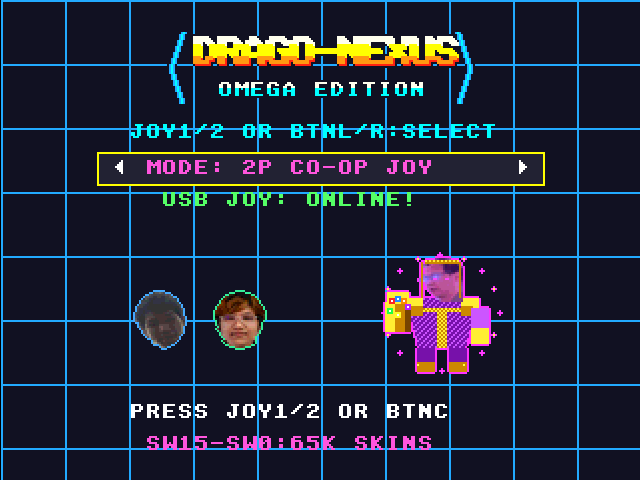 DRAGO-NEXUS
OMEGA EDITION
JOY1/2 OR BTNL/R:SELECT
MODE: 2P CO-OP JOY
USB JOY: ONLINE!
PRESS JOY1/2 OR BTNC
SW15-SW0:65K SKINS